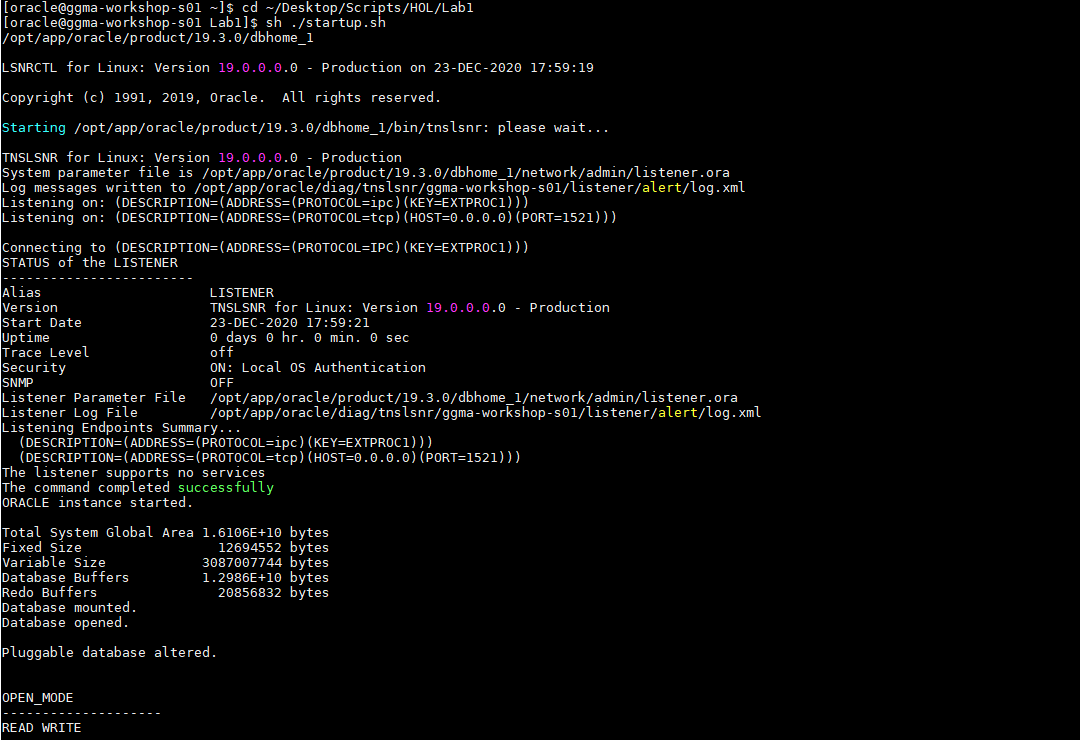 [oracle@ggma-workshop-s01 ~]$ cd ~/Desktop/Scripts/HOL/Lab1
[oracle@ggma-workshop-s01 Lab1]$ sh ./startup.sh
/opt/app/oracle/product/19.3.0/dbhome_1

LSNRCTL for Linux: Version 19.0.0.0.0 - Production on 23-DEC-2020 17:59:19

Copyright (c) 1991, 2019, Oracle.  All rights reserved.

Starting /opt/app/oracle/product/19.3.0/dbhome_1/bin/tnslsnr: please wait...

TNSLSNR for Linux: Version 19.0.0.0.0 - Production
System parameter file is /opt/app/oracle/product/19.3.0/dbhome_1/network/admin/listener.ora
Log messages written to /opt/app/oracle/diag/tnslsnr/ggma-workshop-s01/listener/alert/log.xml
Listening on: (DESCRIPTION=(ADDRESS=(PROTOCOL=ipc)(KEY=EXTPROC1)))
Listening on: (DESCRIPTION=(ADDRESS=(PROTOCOL=tcp)(HOST=0.0.0.0)(PORT=1521)))

Connecting to (DESCRIPTION=(ADDRESS=(PROTOCOL=IPC)(KEY=EXTPROC1)))
STATUS of the LISTENER
------------------------
Alias                     LISTENER
Version                   TNSLSNR for Linux: Version 19.0.0.0.0 - Production
Start Date                23-DEC-2020 17:59:21
Uptime                    0 days 0 hr. 0 min. 0 sec
Trace Level               off
Security                  ON: Local OS Authentication
SNMP                      OFF
Listener Parameter File   /opt/app/oracle/product/19.3.0/dbhome_1/network/admin/listener.ora
Listener Log File         /opt/app/oracle/diag/tnslsnr/ggma-workshop-s01/listener/alert/log.xml
Listening Endpoints Summary...
  (DESCRIPTION=(ADDRESS=(PROTOCOL=ipc)(KEY=EXTPROC1)))
  (DESCRIPTION=(ADDRESS=(PROTOCOL=tcp)(HOST=0.0.0.0)(PORT=1521)))
The listener supports no services
The command completed successfully
ORACLE instance started.

Total System Global Area 1.6106E+10 bytes
Fixed Size                 12694552 bytes
Variable Size            3087007744 bytes
Database Buffers         1.2986E+10 bytes
Redo Buffers               20856832 bytes
Database mounted.
Database opened.

Pluggable database altered.


OPEN_MODE
--------------------
READ WRITE